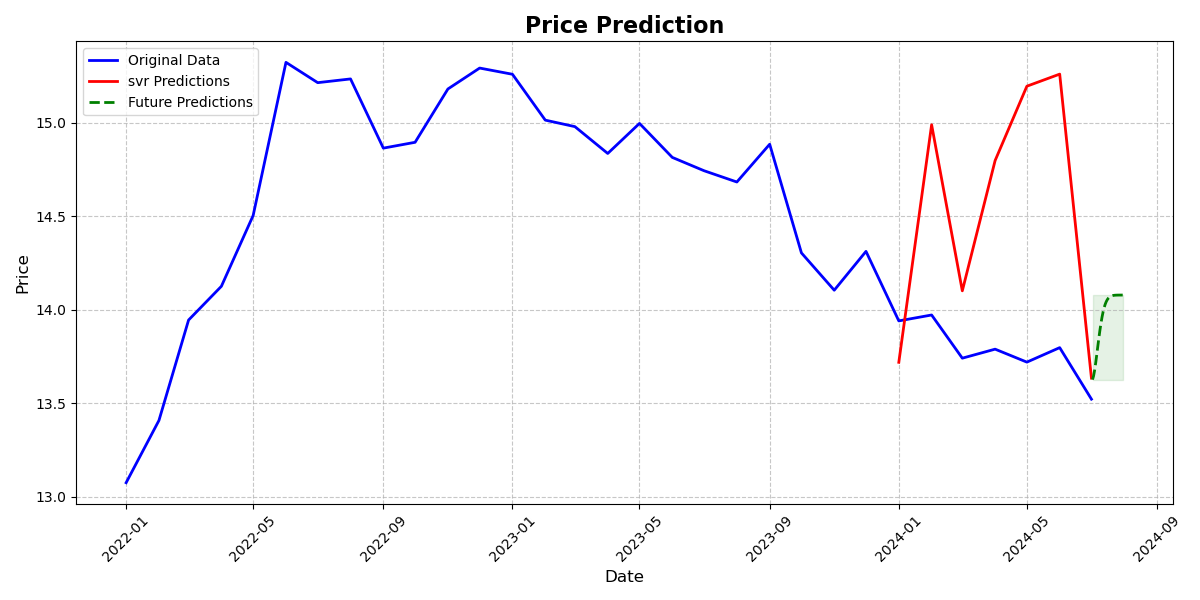 Price Prediction
Original Data
svr Predictions
Future Predictions
Price
15.0
14.5
14.0
13.5
13.0
2022-01
2022-05
2022-09
2023-01
2023-05
2023-09
2024-01
2024-05
2024-09
Date